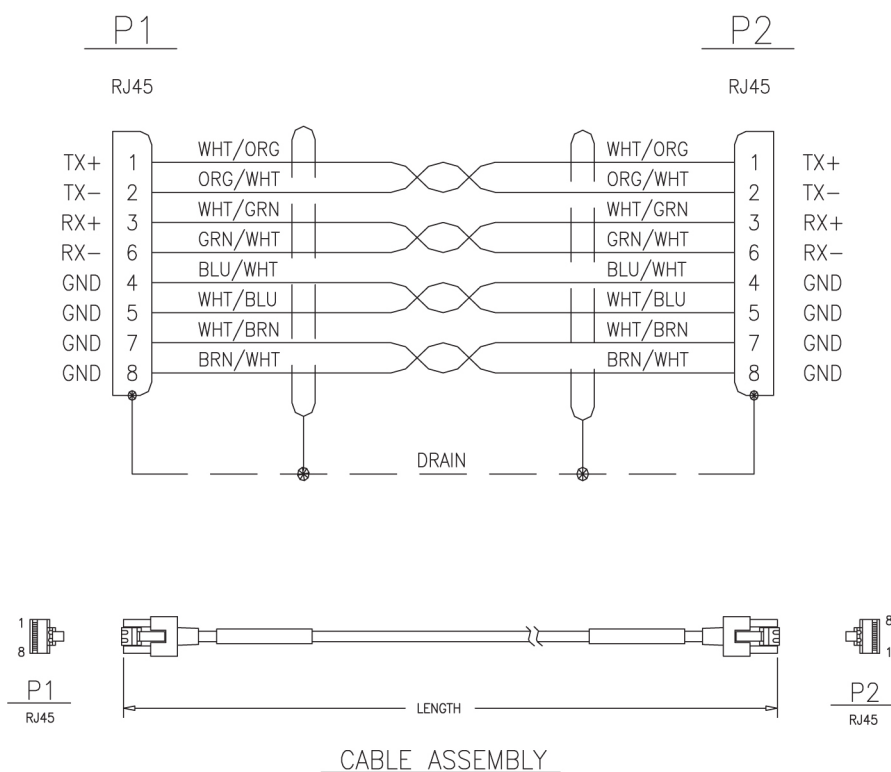 P1 P2
RJ45 RJ45
TX+ 1 WHT/ORG WHT/ORG 1 TX+
TX- 2 ORG/WHT ORG/WHT 2 TX-
RX+ 3 WHT/GRN WHT/GRN 3 RX+
RX- 6 GRN/WHT GRN/WHT 6 RX-
GND 4 BLU/WHT BLU/WHT 4 GND
GND 5 WHT/BLU WHT/BLU 5 GND
GND 7 WHT/BRN WHT/BRN 7 GND
GND 8 BRN/WHT BRN/WHT 8 GND
DRAIN
1 8
8 1
P1 P2
RJ45 LENGTH RJ45
CABLE ASSEMBLY